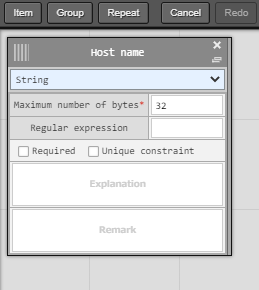 Item Group Repeat Cancel Redo
Host name
String
Maximum number of bytes* 32
Regular expression
Required Unique constraint
Explanation
Remark